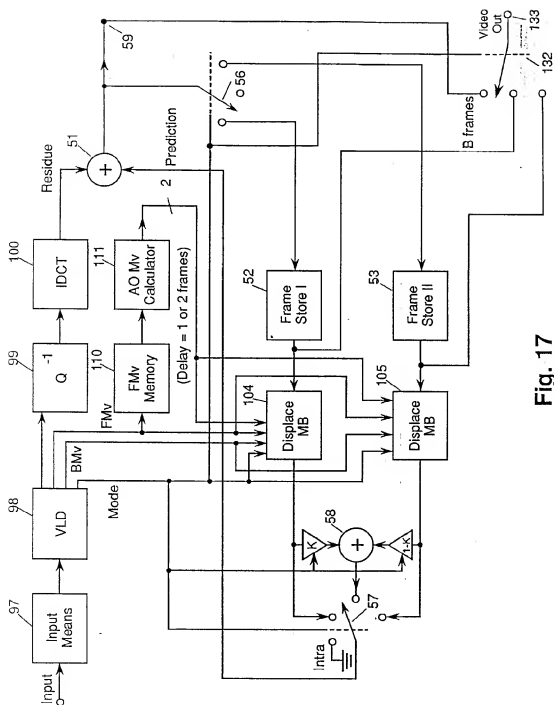 Input
97
Input
Means
98
VLD
99
Q -1
100
IDCT
Residue
51
+
59
FMv
BMv
Mode
110
FMv
Memory
111
AO Mv
Calculator
(Delay = 1 or 2 frames)
2
Prediction
56
52
Frame
Store I
53
Frame
Store II
104
Displace
MB
105
Displace
MB
K
58
+
1-K
57
Intra
B frames
Video
Out
133
132
Fig. 17